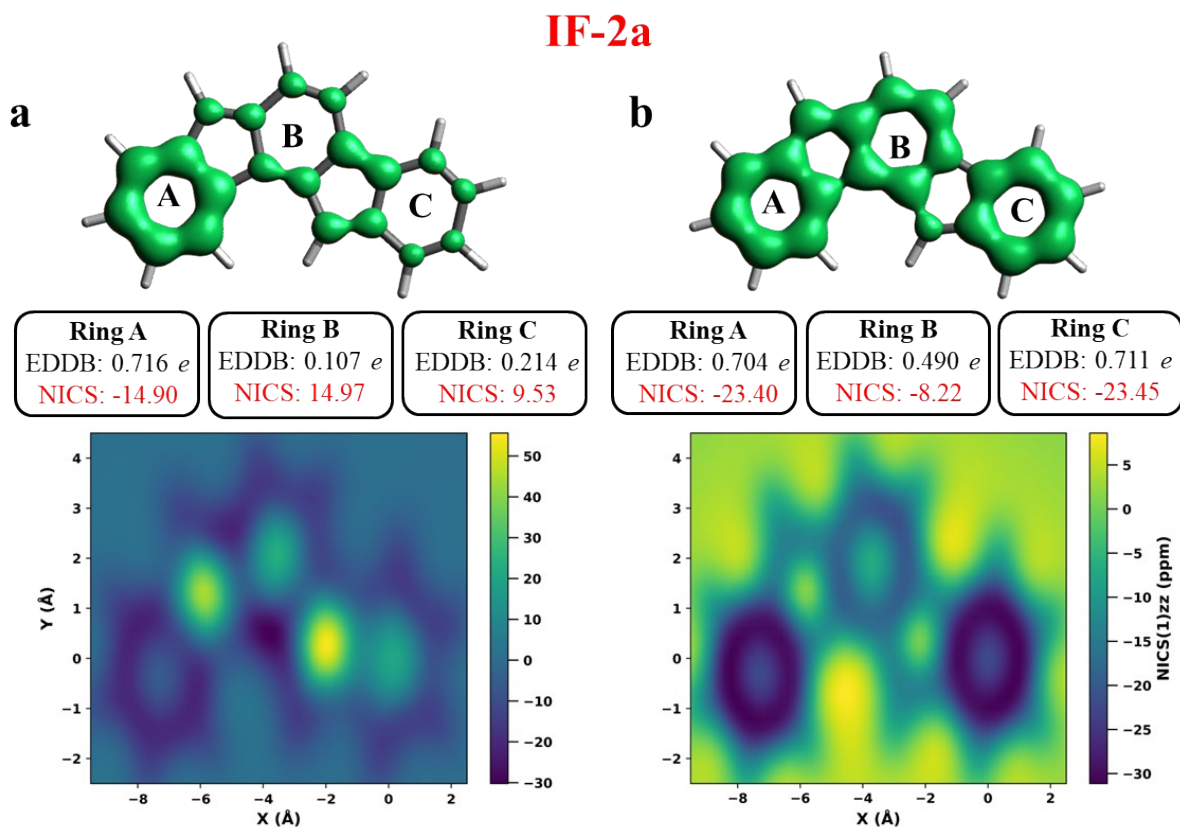 IF-2a
a
A
B
C
b
A
B
C
Ring A
EDDB: 0.716 e
NICS: -14.90
Ring B
EDDB: 0.107 e
NICS: 14.97
Ring C
EDDB: 0.214 e
NICS: 9.53
Ring A
EDDB: 0.704 e
NICS: -23.40
Ring B
EDDB: 0.490 e
NICS: -8.22
Ring C
EDDB: 0.711 e
NICS: -23.45
4
3
2
1
0
−1
−2
Y (Å)
−8
−6
−4
−2
0
2
X (Å)
50
40
30
20
10
0
−10
−20
−30
4
3
2
1
0
−1
−2
−8
−6
−4
−2
0
2
X (Å)
5
0
−5
−10
−15
−20
−25
−30
NICS(1)zz (ppm)